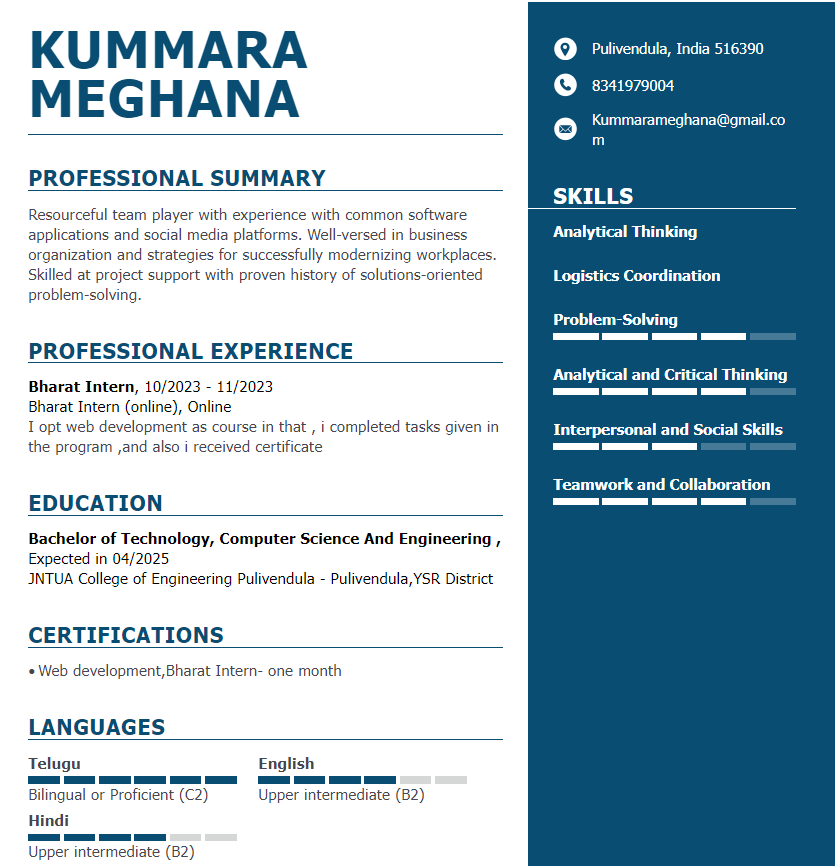 KUMMARA
MEGHANA
PROFESSIONAL SUMMARY
Resourceful team player with experience with common software
applications and social media platforms. Well-versed in business
organization and strategies for successfully modernizing workplaces.
Skilled at project support with proven history of solutions-oriented
problem-solving.
PROFESSIONAL EXPERIENCE
Bharat Intern, 10/2023 - 11/2023
Bharat Intern (online), Online
I opt web development as course in that , i completed tasks given in
the program ,and also i received certificate
EDUCATION
Bachelor of Technology, Computer Science And Engineering ,
Expected in 04/2025
JNTUA College of Engineering Pulivendula - Pulivendula,YSR District
CERTIFICATIONS
• Web development,Bharat Intern- one month
LANGUAGES
Telugu
Bilingual or Proficient (C2)
English
Upper intermediate (B2)
Hindi
Upper intermediate (B2)
Pulivendula, India 516390
8341979004
Kummarameghana@gmail.co
m
SKILLS
Analytical Thinking
Logistics Coordination
Problem-Solving
Analytical and Critical Thinking
Interpersonal and Social Skills
Teamwork and Collaboration